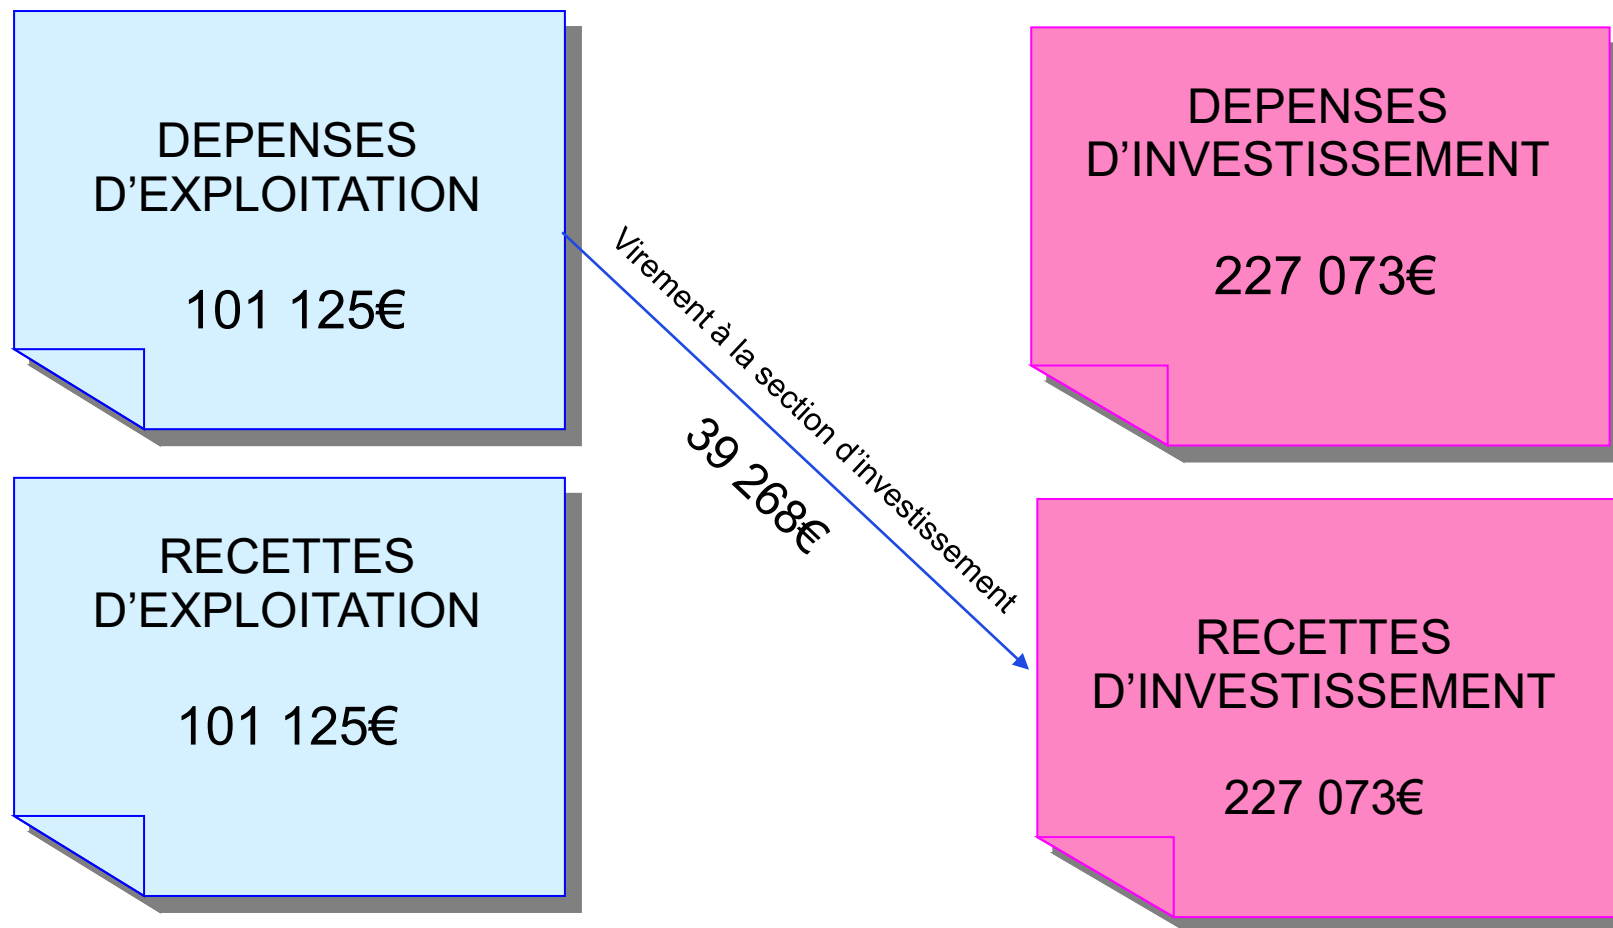 DEPENSES
D’EXPLOITATION
101 125€
RECETTES
D’EXPLOITATION
101 125€
Virement à la section d’investissement
39 268€
DEPENSES
D’INVESTISSEMENT
227 073€
RECETTES
D’INVESTISSEMENT
227 073€